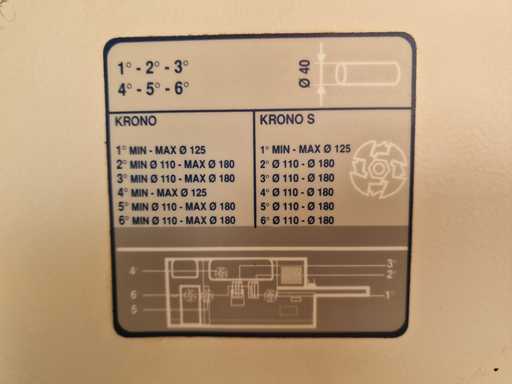 1° - 2° - 3°
4° - 5° - 6°
Ø 40
KRONO
1° MIN - MAX Ø 125
2° MIN Ø 110 - MAX Ø 180
3° MIN Ø 110 - MAX Ø 180
4° MIN - MAX Ø 125
5° MIN Ø 110 - MAX Ø 180
6° MIN Ø 110 - MAX Ø 180
KRONO S
1° MIN - MAX Ø 125
2° Ø 110 - Ø 180
3° Ø 110 - Ø 180
4° Ø 110 - Ø 180
5° Ø 110 - Ø 180
6° Ø 110 - Ø 180
4°
6
5
3°
2°
1°